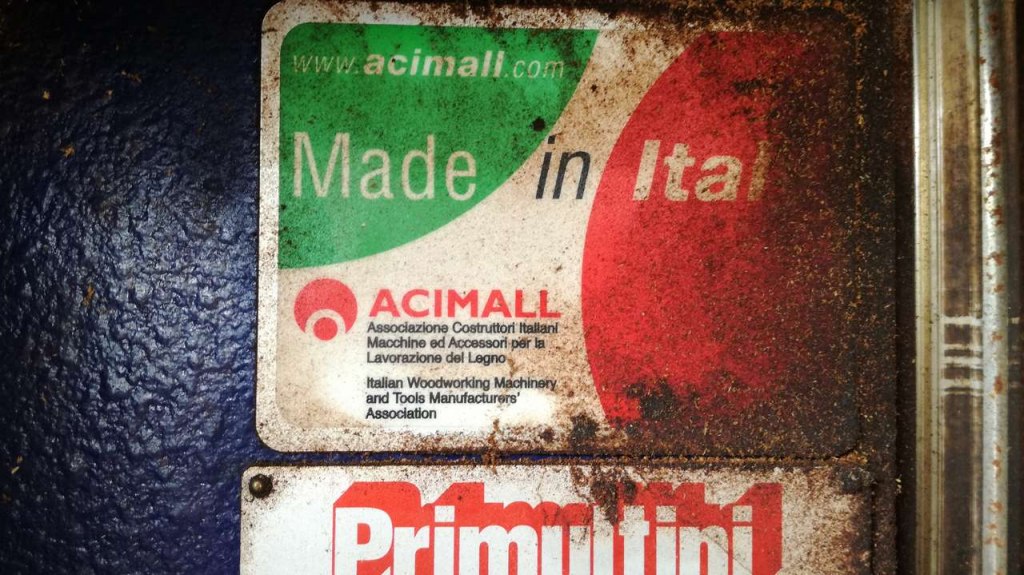 www.acimall.com
Made in Ital
ACIMALL
Associazione Costruttori Italiani
Macchine ed Accessori per la
Lavorazione del Legno
Italian Woodworking Machinery
and Tools Manufacturers'
Association
Primultini